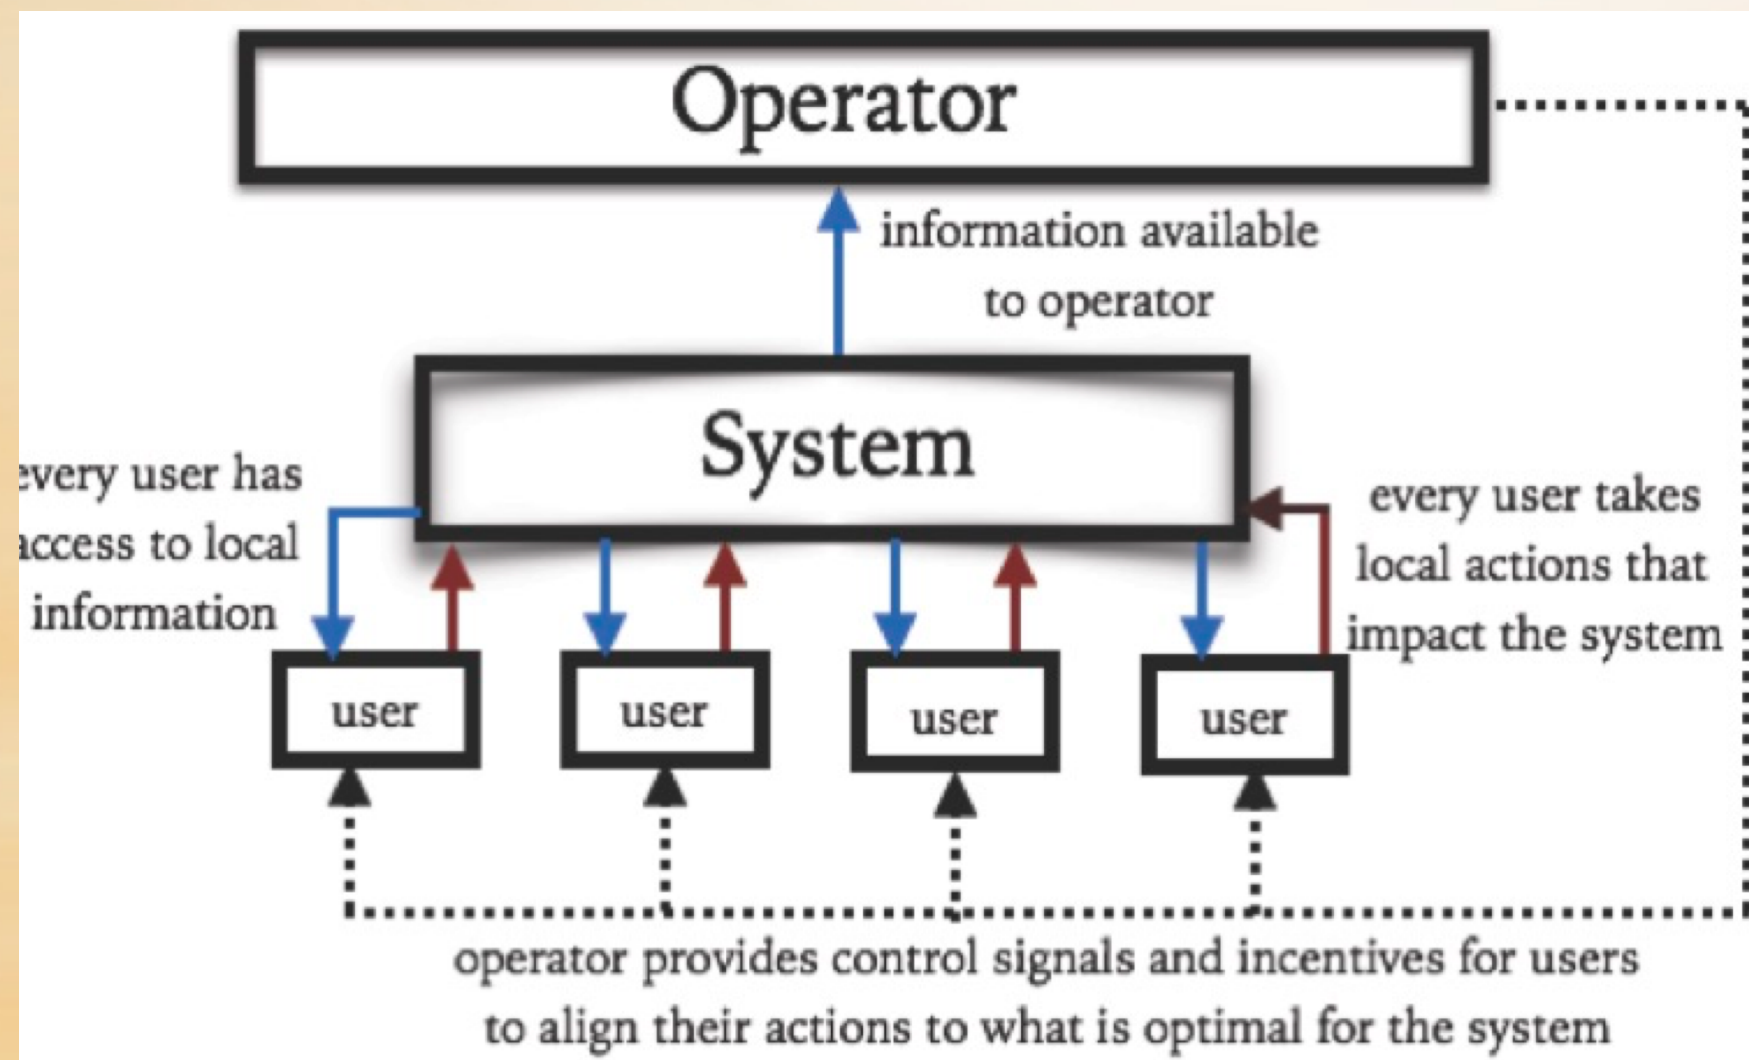 Operator
information available
to operator
System
every user has
access to local
information
every user takes
local actions that
impact the system
user
user
user
user
operator provides control signals and incentives for users
to align their actions to what is optimal for the system